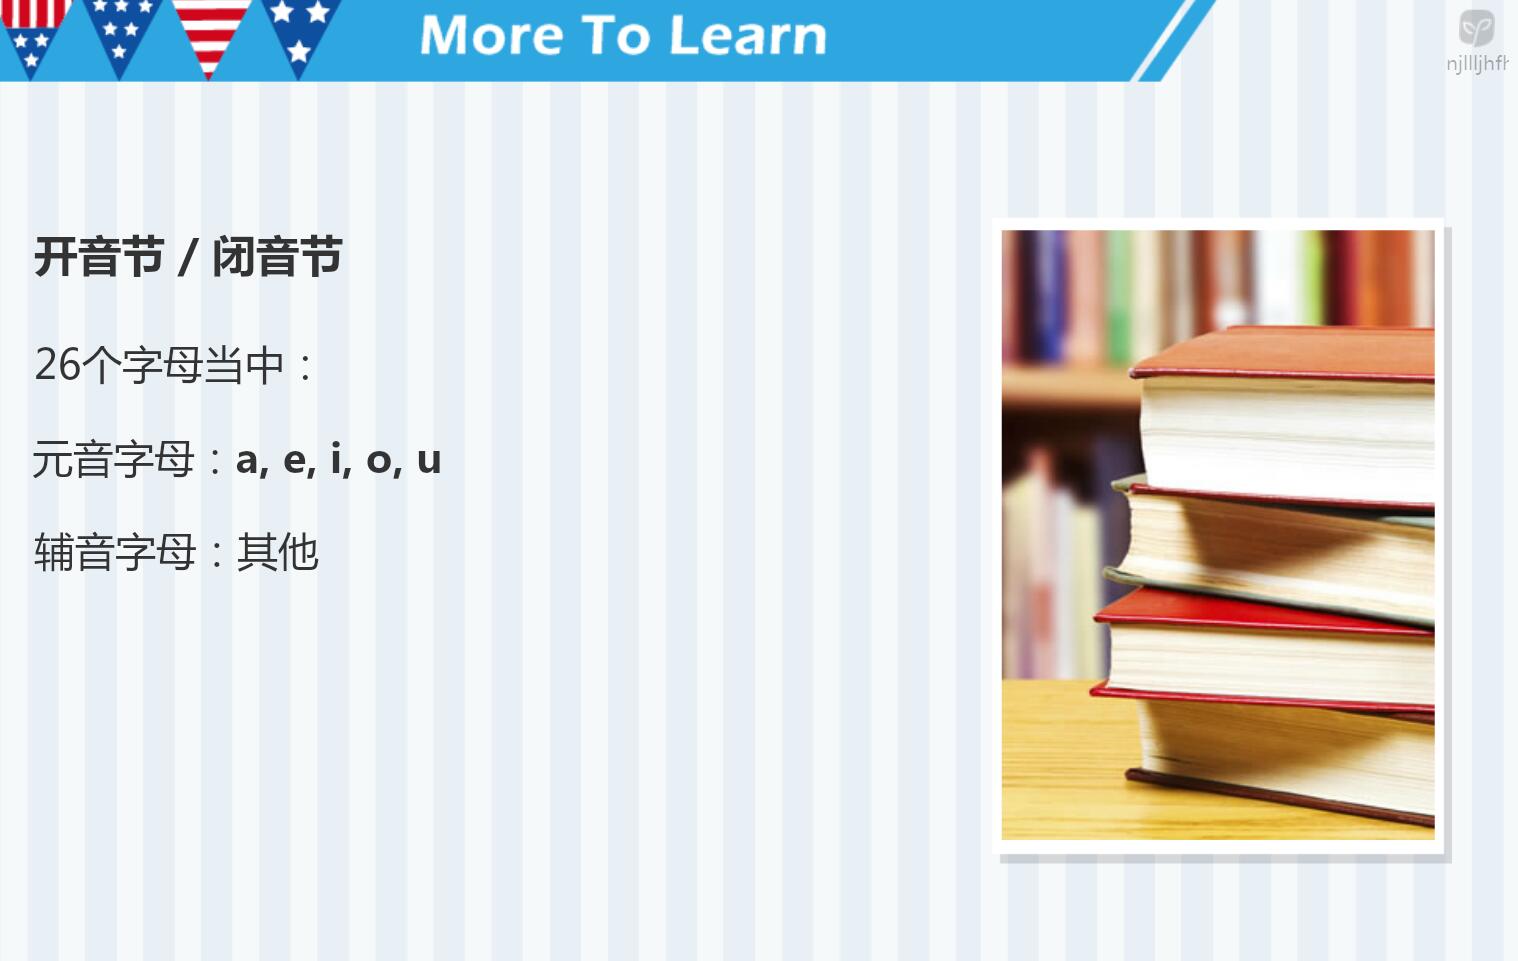 More To Learn
njllljhfh
开音节 / 闭音节
26个字母当中：
元音字母：a, e, i, o, u
辅音字母：其他